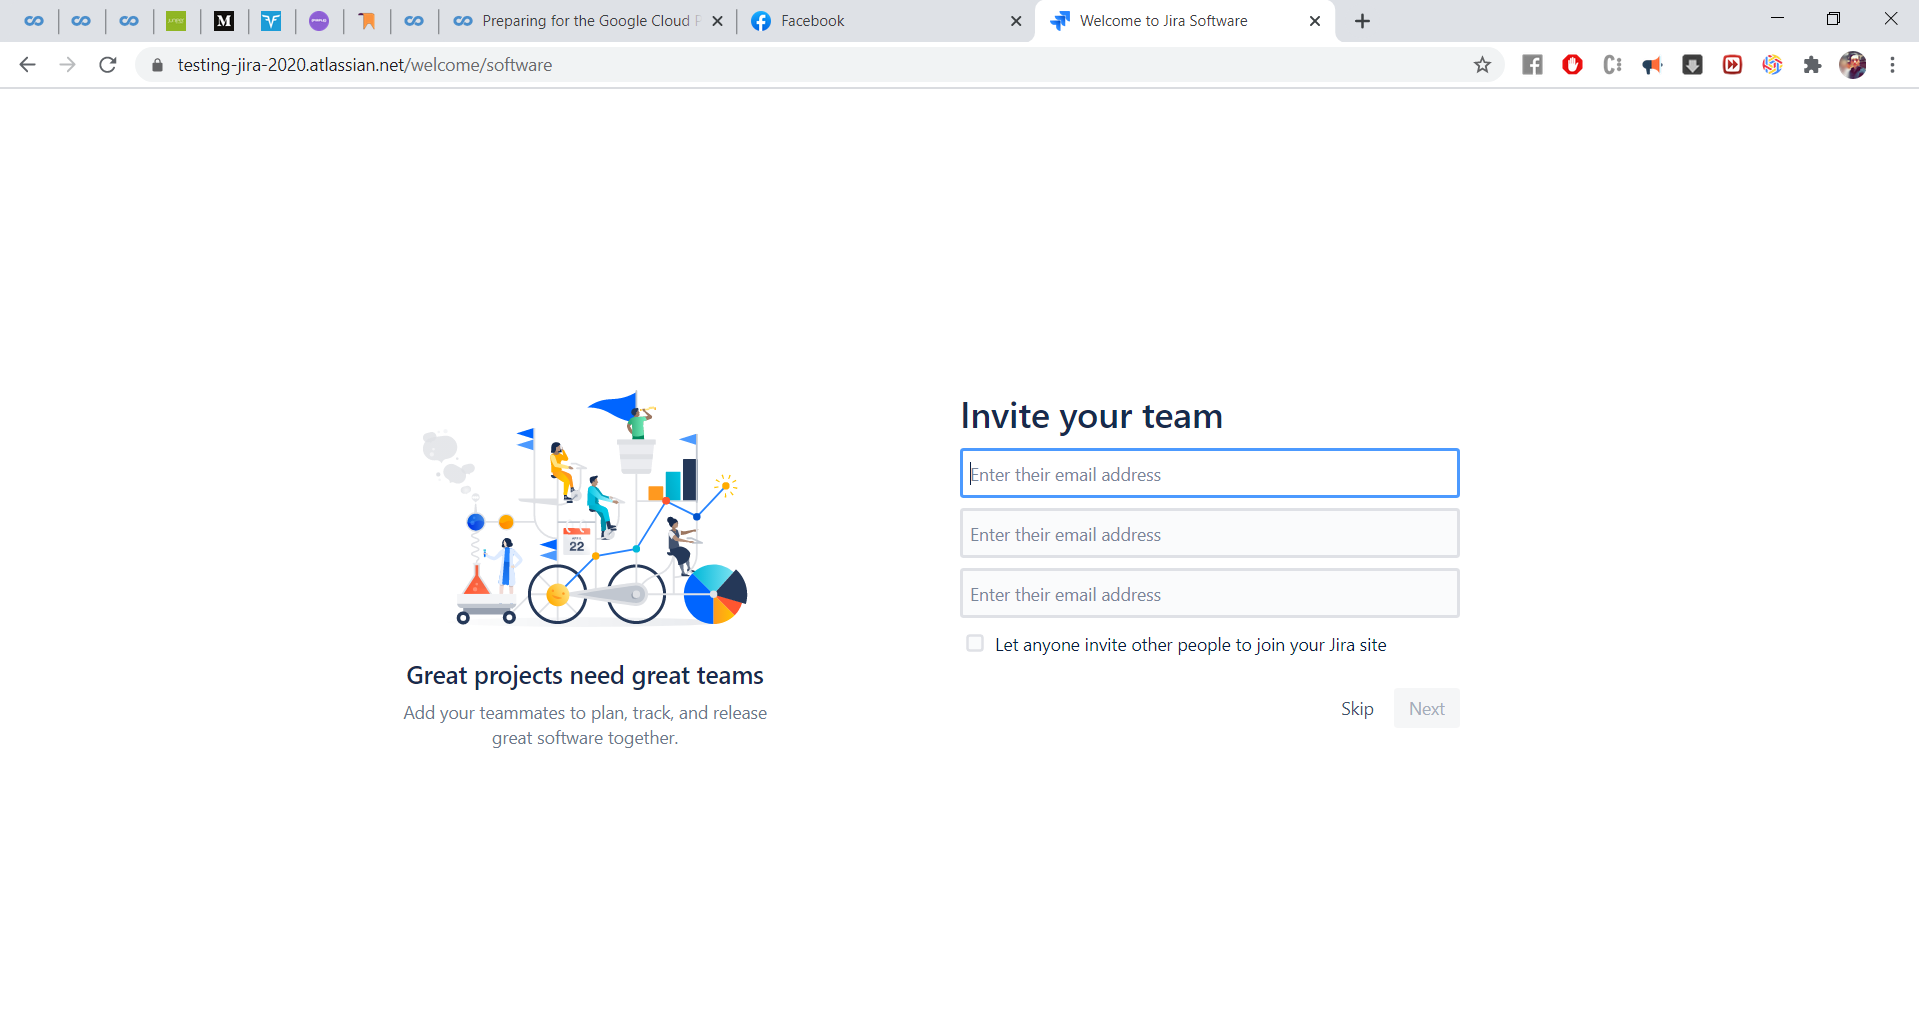 Preparing for the Google Cloud P
Facebook
Welcome to Jira Software
testing-jira-2020.atlassian.net/welcome/software
Invite your team
Enter their email address
Enter their email address
Enter their email address
Let anyone invite other people to join your Jira site
Skip
Next
22
Great projects need great teams
Add your teammates to plan, track, and release
great software together.